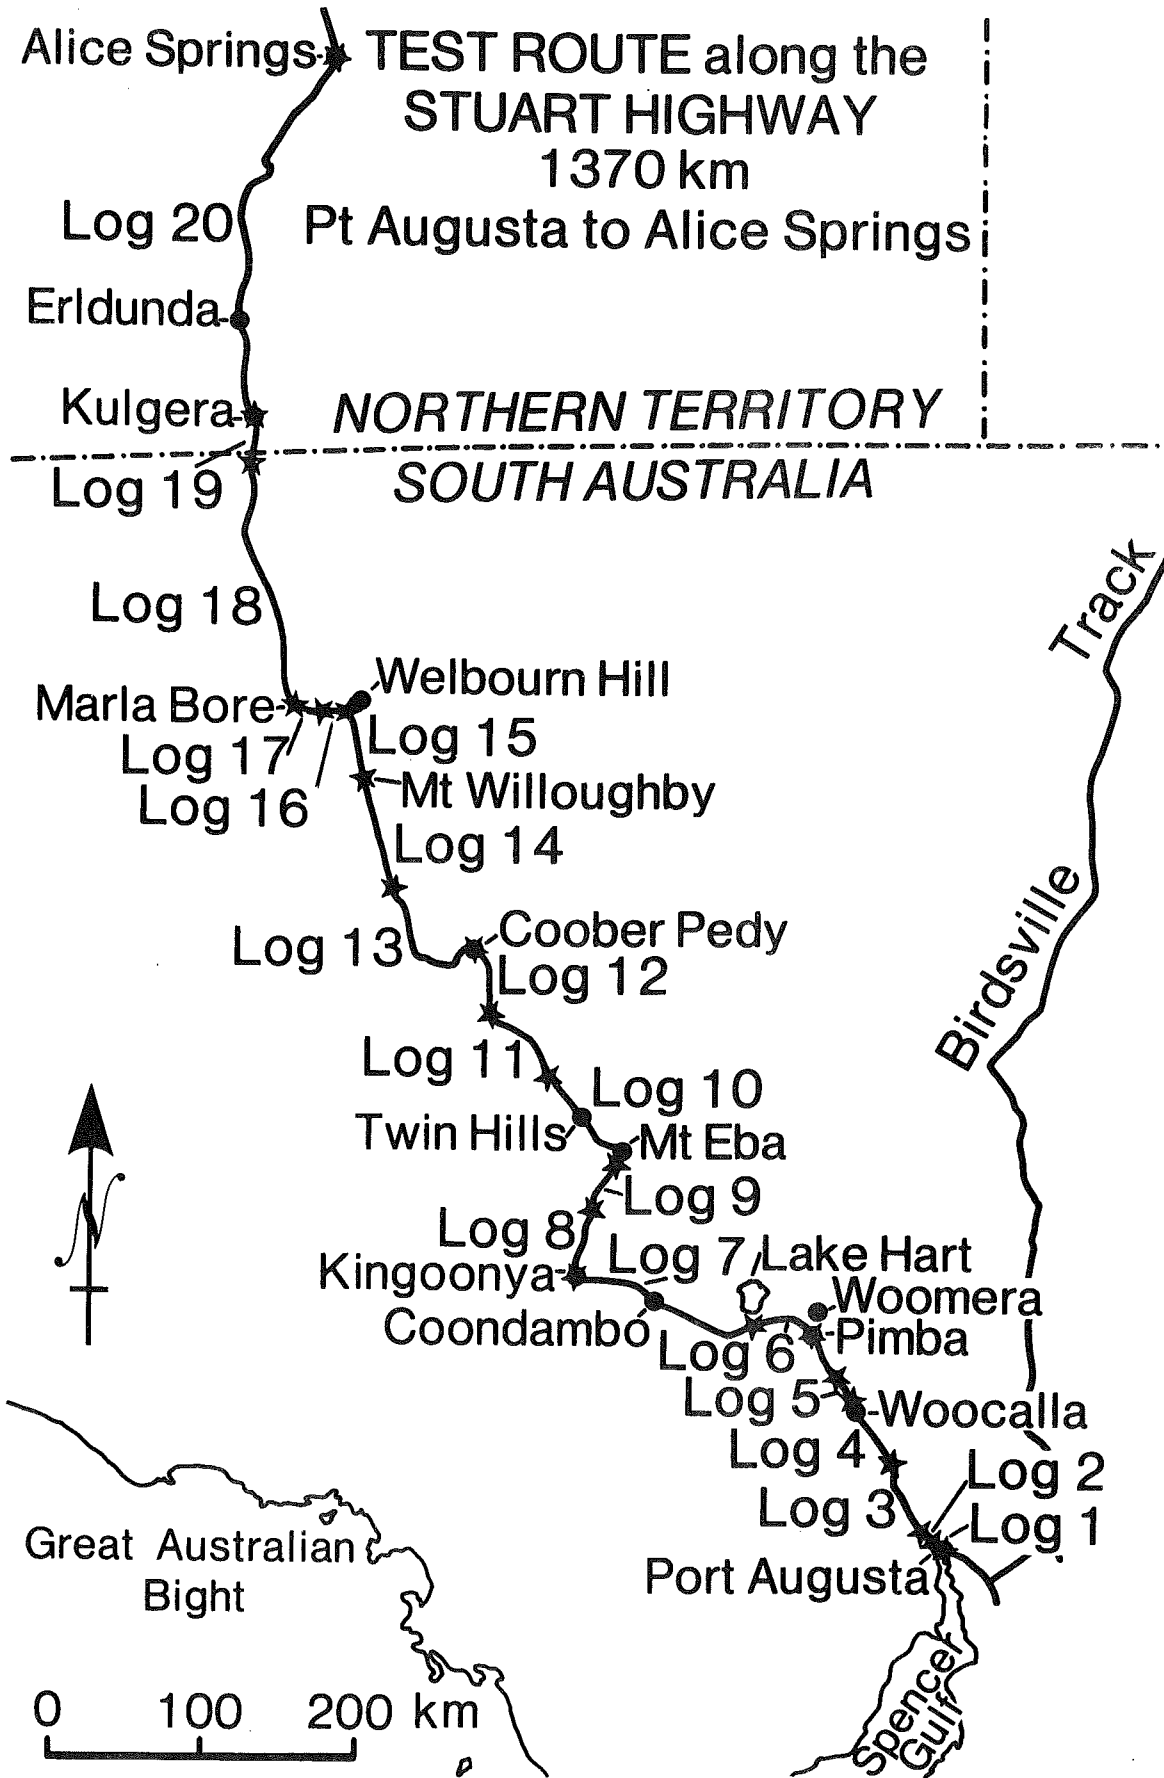 Alice Springs
TEST ROUTE along the
STUART HIGHWAY
1370 km
Pt Augusta to Alice Springs
Log 20
Erldunda
Kulgera
NORTHERN TERRITORY
SOUTH AUSTRALIA
Log 19
Log 18
Track
Birdsville
Welbourn Hill
Marla Bore
Log 15
Log 17
Mt Willoughby
Log 16
Log 14
Coober Pedy
Log 13
Log 12
Log 11
Log 10
Twin Hills
Mt Eba
Log 9
N
Log 8
Log 7
Lake Hart
Kingoonya
Woomera
Coondambo
Pimba
Log 6
Log 5
Woocalla
Log 4
Log 2
Log 3
Log 1
Great Australian
Bight
Port Augusta
Spencer
Gulf
0 100 200 km